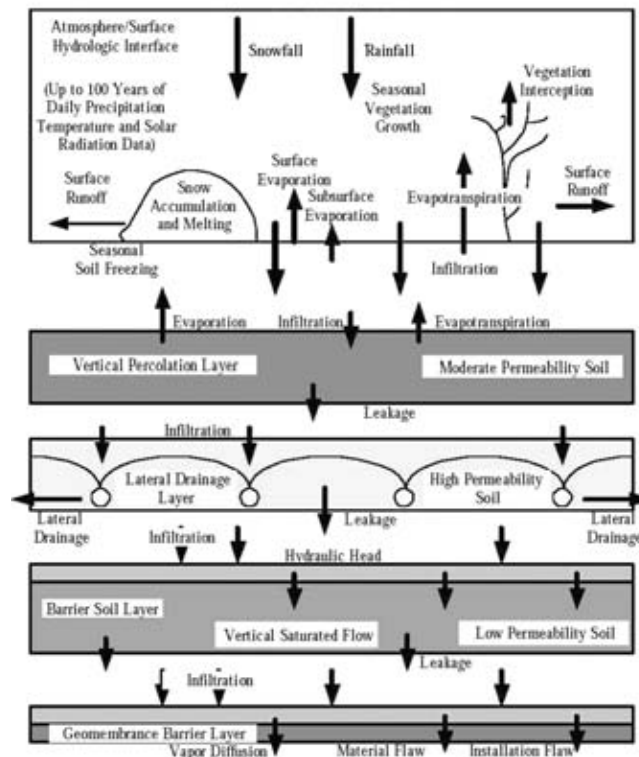 Atmosphere/Surface
Hydrologic Interface
Snowfall
Rainfall
(Up to 100 Years of
Daily Precipitation
Temperature and Solar
Radiation Data)
Seasonal
Vegetation
Growth
Vegetation
Interception
Surface
Runoff
Snow
Accumulation
and Melting
Surface
Evaporation
Subsurface
Evaporation
Evapotranspiration
Surface
Runoff
Seasonal
Soil Freezing
Infiltration
Evaporation
Infiltration
Evapotranspiration
Vertical Percolation Layer
Moderate Permeability Soil
Leakage
Infiltration
Lateral Drainage
Layer
High Permeability
Soil
Lateral
Drainage
Leakage
Lateral
Drainage
Infiltration
Hydraulic Head
Barrier Soil Layer
Vertical Saturated Flow
Low Permeability Soil
Leakage
Infiltration
Geomembrance Barrier Layer
Vapor Diffusion
Material Flaw
Installation Flaw